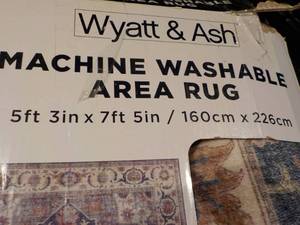 Wyatt & Ash
MACHINE WASHABLE
AREA RUG
5ft 3in x 7ft 5in / 160cm x 226cm